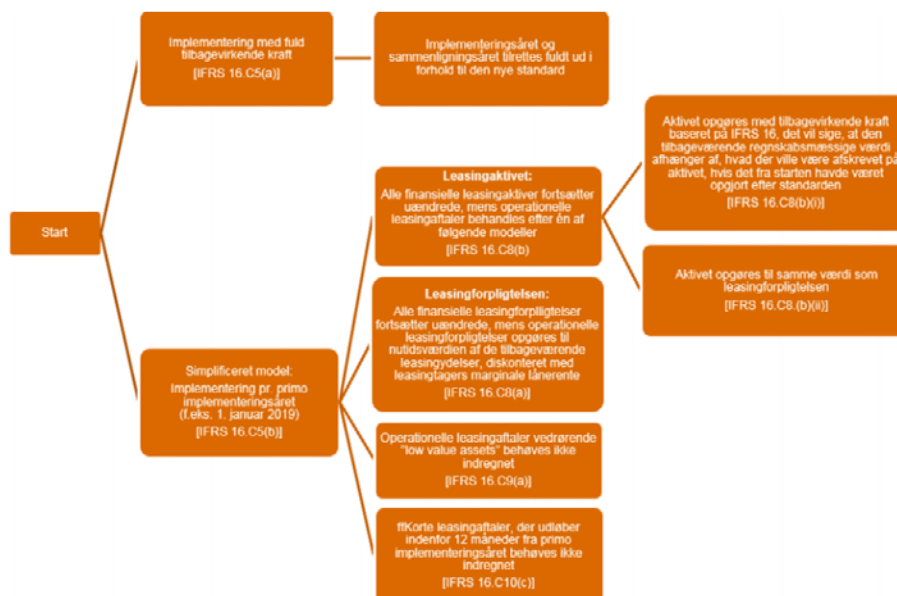 Start
Implementering med fuld
tilbagevirkende kraft
[IFRS 16.C5(a)]
Implementeringsåret og
sammenligningsåret tilrettes fuldt ud i
forhold til den nye standard
Simplificeret model:
Implementering pr. primo
implementeringsåret
(f.eks. 1. januar 2019)
[IFRS 16.C5(b)]
Leasingaktivet:
Alle finansielle leasingaktiver fortsætter
uændrede, mens operationelle
leasingaftaler behandles efter én af
følgende modeller
[IFRS 16.C8(b)
Aktivet opgøres med tilbagevirkende kraft
baseret på IFRS 16, det vil sige, at den
tilbageværende regnskabsmæssige værdi
afhænger af, hvad der ville være afskrevet på
aktivet, hvis det fra starten havde været
opgjort efter standarden
[IFRS 16.C8(b)(i)]
Aktivet opgøres til samme værdi som
leasingforpligtelsen
[IFRS 16.C8.(b)(ii)]
Leasingforpligtelsen:
Alle finansielle leasingforpliigtelser
fortsætter uændrede, mens operationelle
leasingforpligtelser opgøres til
nutidsværdien af de tilbageværende
leasingydelser, diskonteret med
leasingtagers marginale lånerente
[IFRS 16.C8(a)]
Operationelle leasingaftaler vedrørende
"low value assets" behøves ikke
indregnet
[IFRS 16.C9(a)]
ffKorte leasingaftaler, der udløber
indenfor 12 måneder fra primo
implementeringsåret behøves ikke
indregnet
[IFRS 16.C10(c)]